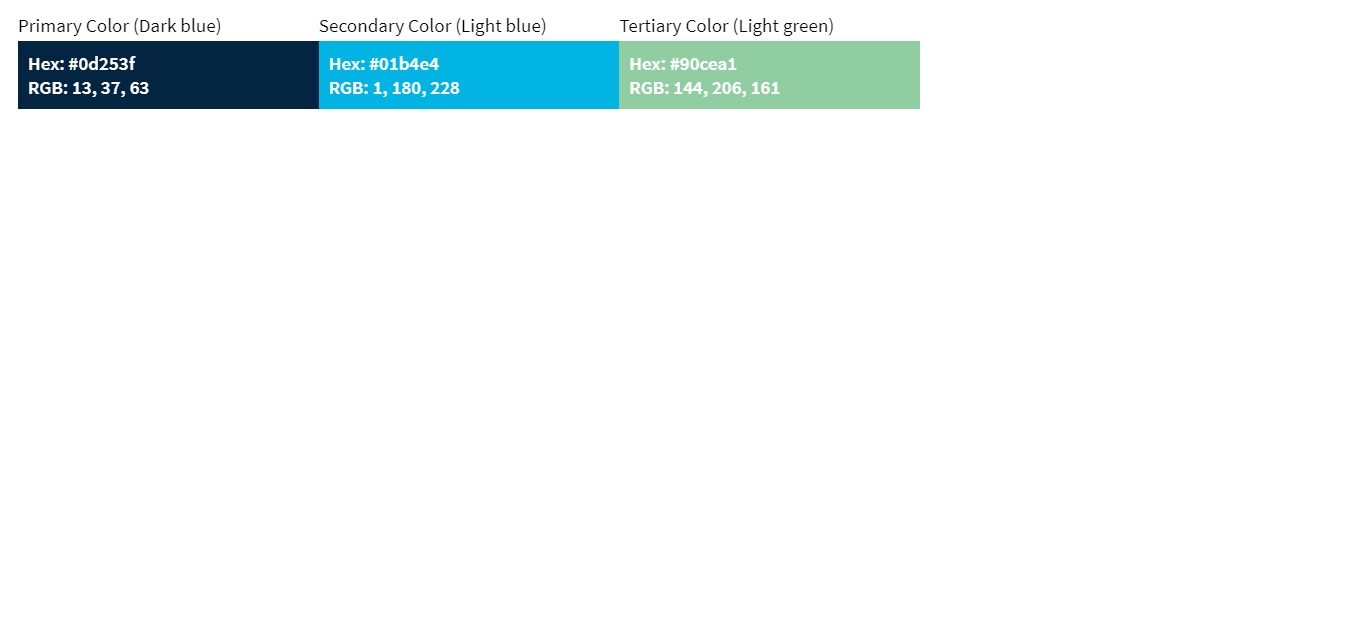 Primary Color (Dark blue)
Hex: #0d253f
RGB: 13, 37, 63
Secondary Color (Light blue)
Hex: #01b4e4
RGB: 1, 180, 228
Tertiary Color (Light green)
Hex: #90cea1
RGB: 144, 206, 161